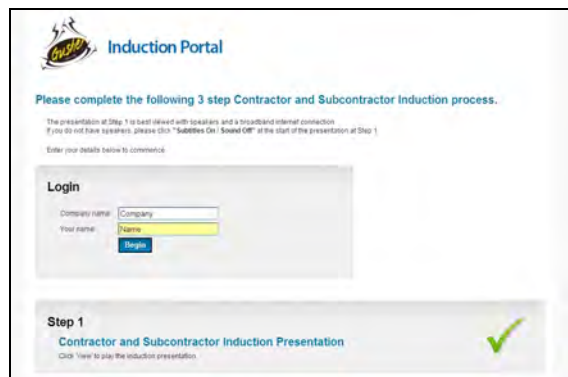 Gusher
Induction Portal
Please complete the following 3 step Contractor and Subcontractor Induction process.
The presentation at Step 1 is best viewed with speakers and a broadband internet connection
If you do not have speakers, please click "Subtitles On / Sound Off" at the start of the presentation at Step 1
Enter your details below to commence
Login
Company name: Company
Your name: Name
Begin
Step 1
Contractor and Subcontractor Induction Presentation
Click 'View' to play the induction presentation.